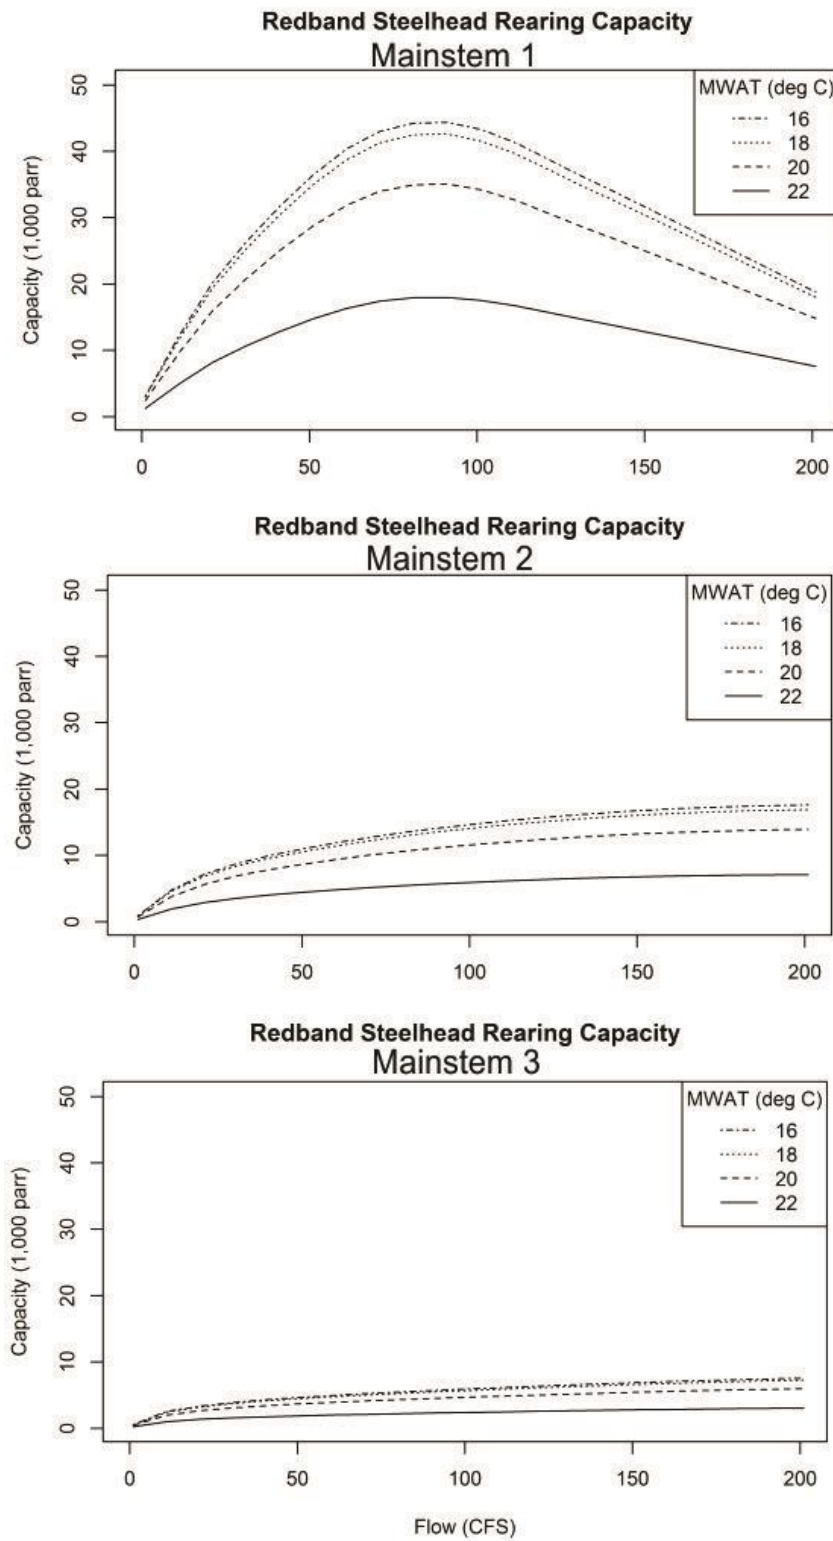 Redband Steelhead Rearing Capacity
Mainstem 1
MWAT (deg C)
16
18
20
22
Capacity (1,000 parr)
50
40
30
20
10
0
0 50 100 150 200
Redband Steelhead Rearing Capacity
Mainstem 2
MWAT (deg C)
16
18
20
22
Capacity (1,000 parr)
50
40
30
20
10
0
0 50 100 150 200
Redband Steelhead Rearing Capacity
Mainstem 3
MWAT (deg C)
16
18
20
22
Capacity (1,000 parr)
50
40
30
20
10
0
0 50 100 150 200
Flow (CFS)